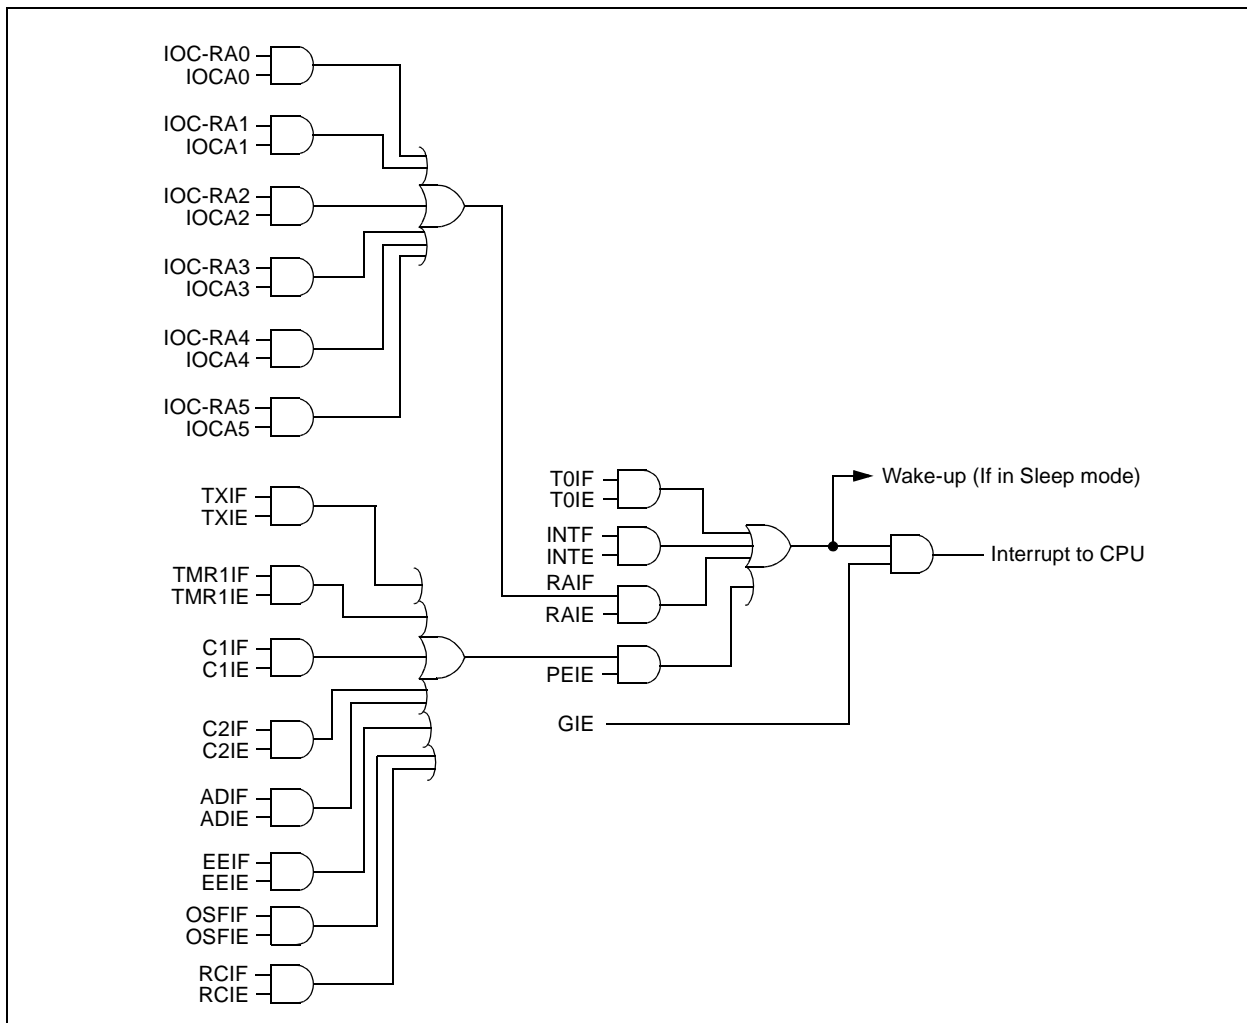 IOC-RA0
IOCA0
IOC-RA1
IOCA1
IOC-RA2
IOCA2
IOC-RA3
IOCA3
IOC-RA4
IOCA4
IOC-RA5
IOCA5
TXIF
TXIE
TMR1IF
TMR1IE
C1IF
C1IE
C2IF
C2IE
ADIF
ADIE
EEIF
EEIE
OSFIF
OSFIE
RCIF
RCIE
T0IF
T0IE
INTF
INTE
RAIF
RAIE
PEIE
GIE
Wake-up (If in Sleep mode)
Interrupt to CPU